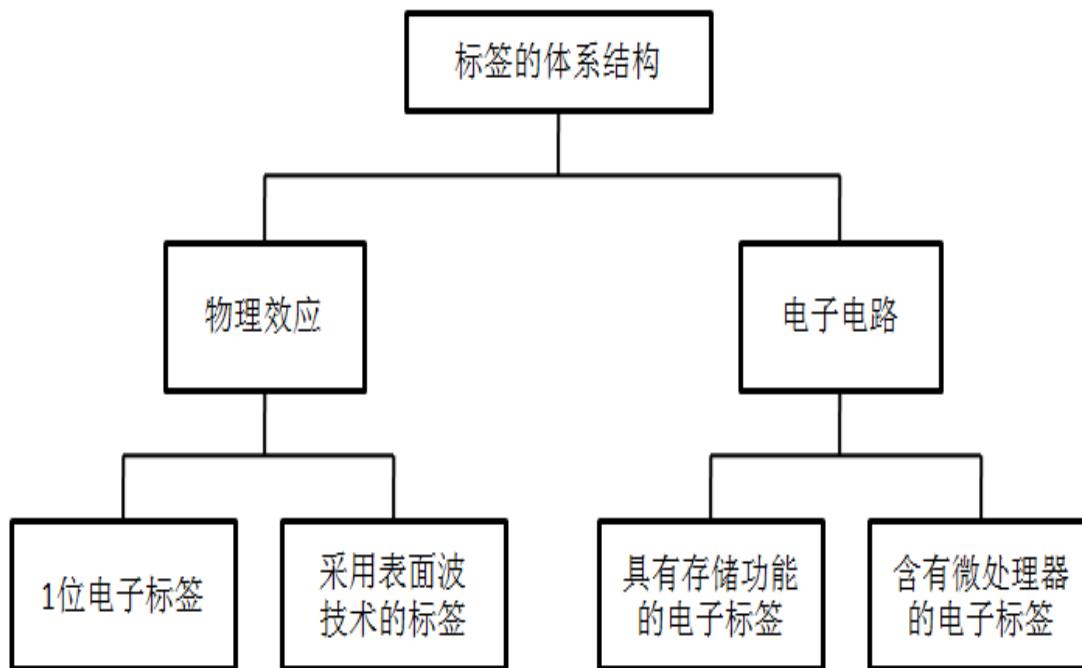 标签的体系结构
物理效应
电子电路
1位电子标签
采用表面波
技术的标签
具有存储功能
的电子标签
含有微处理器
的电子标签